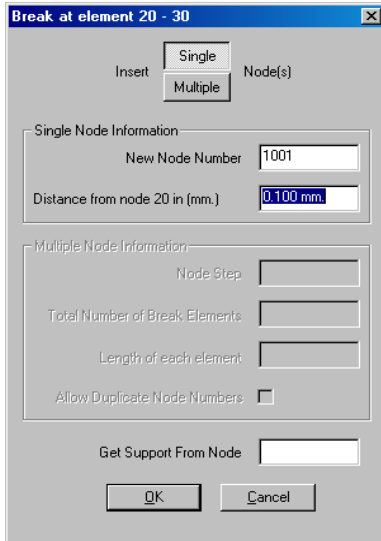 Break at element 20 - 30
Single
Insert Node(s)
Multiple
Single Node Information
New Node Number 1001
Distance from node 20 in (mm.) 0.100 mm.
Multiple Node Information
Node Step
Total Number of Break Elements
Length of each element
Allow Duplicate Node Numbers
Get Support From Node
OK Cancel